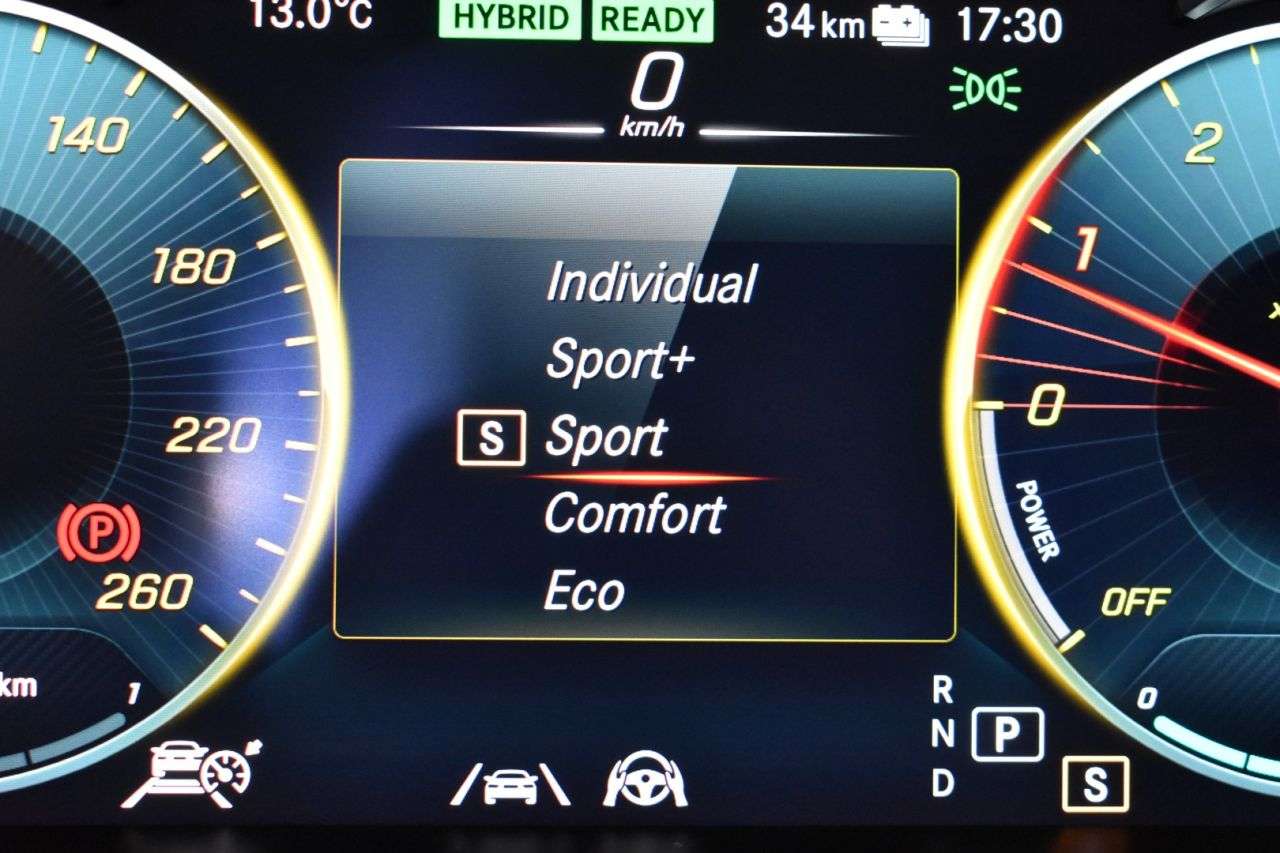 13.0°C HYBRID READY 34 km 17:30
0
km/h
140
180
220
260
P
km 1
Individual
Sport+
S Sport
Comfort
Eco
2
1
0
POWER
OFF
0
R
N P
D
S